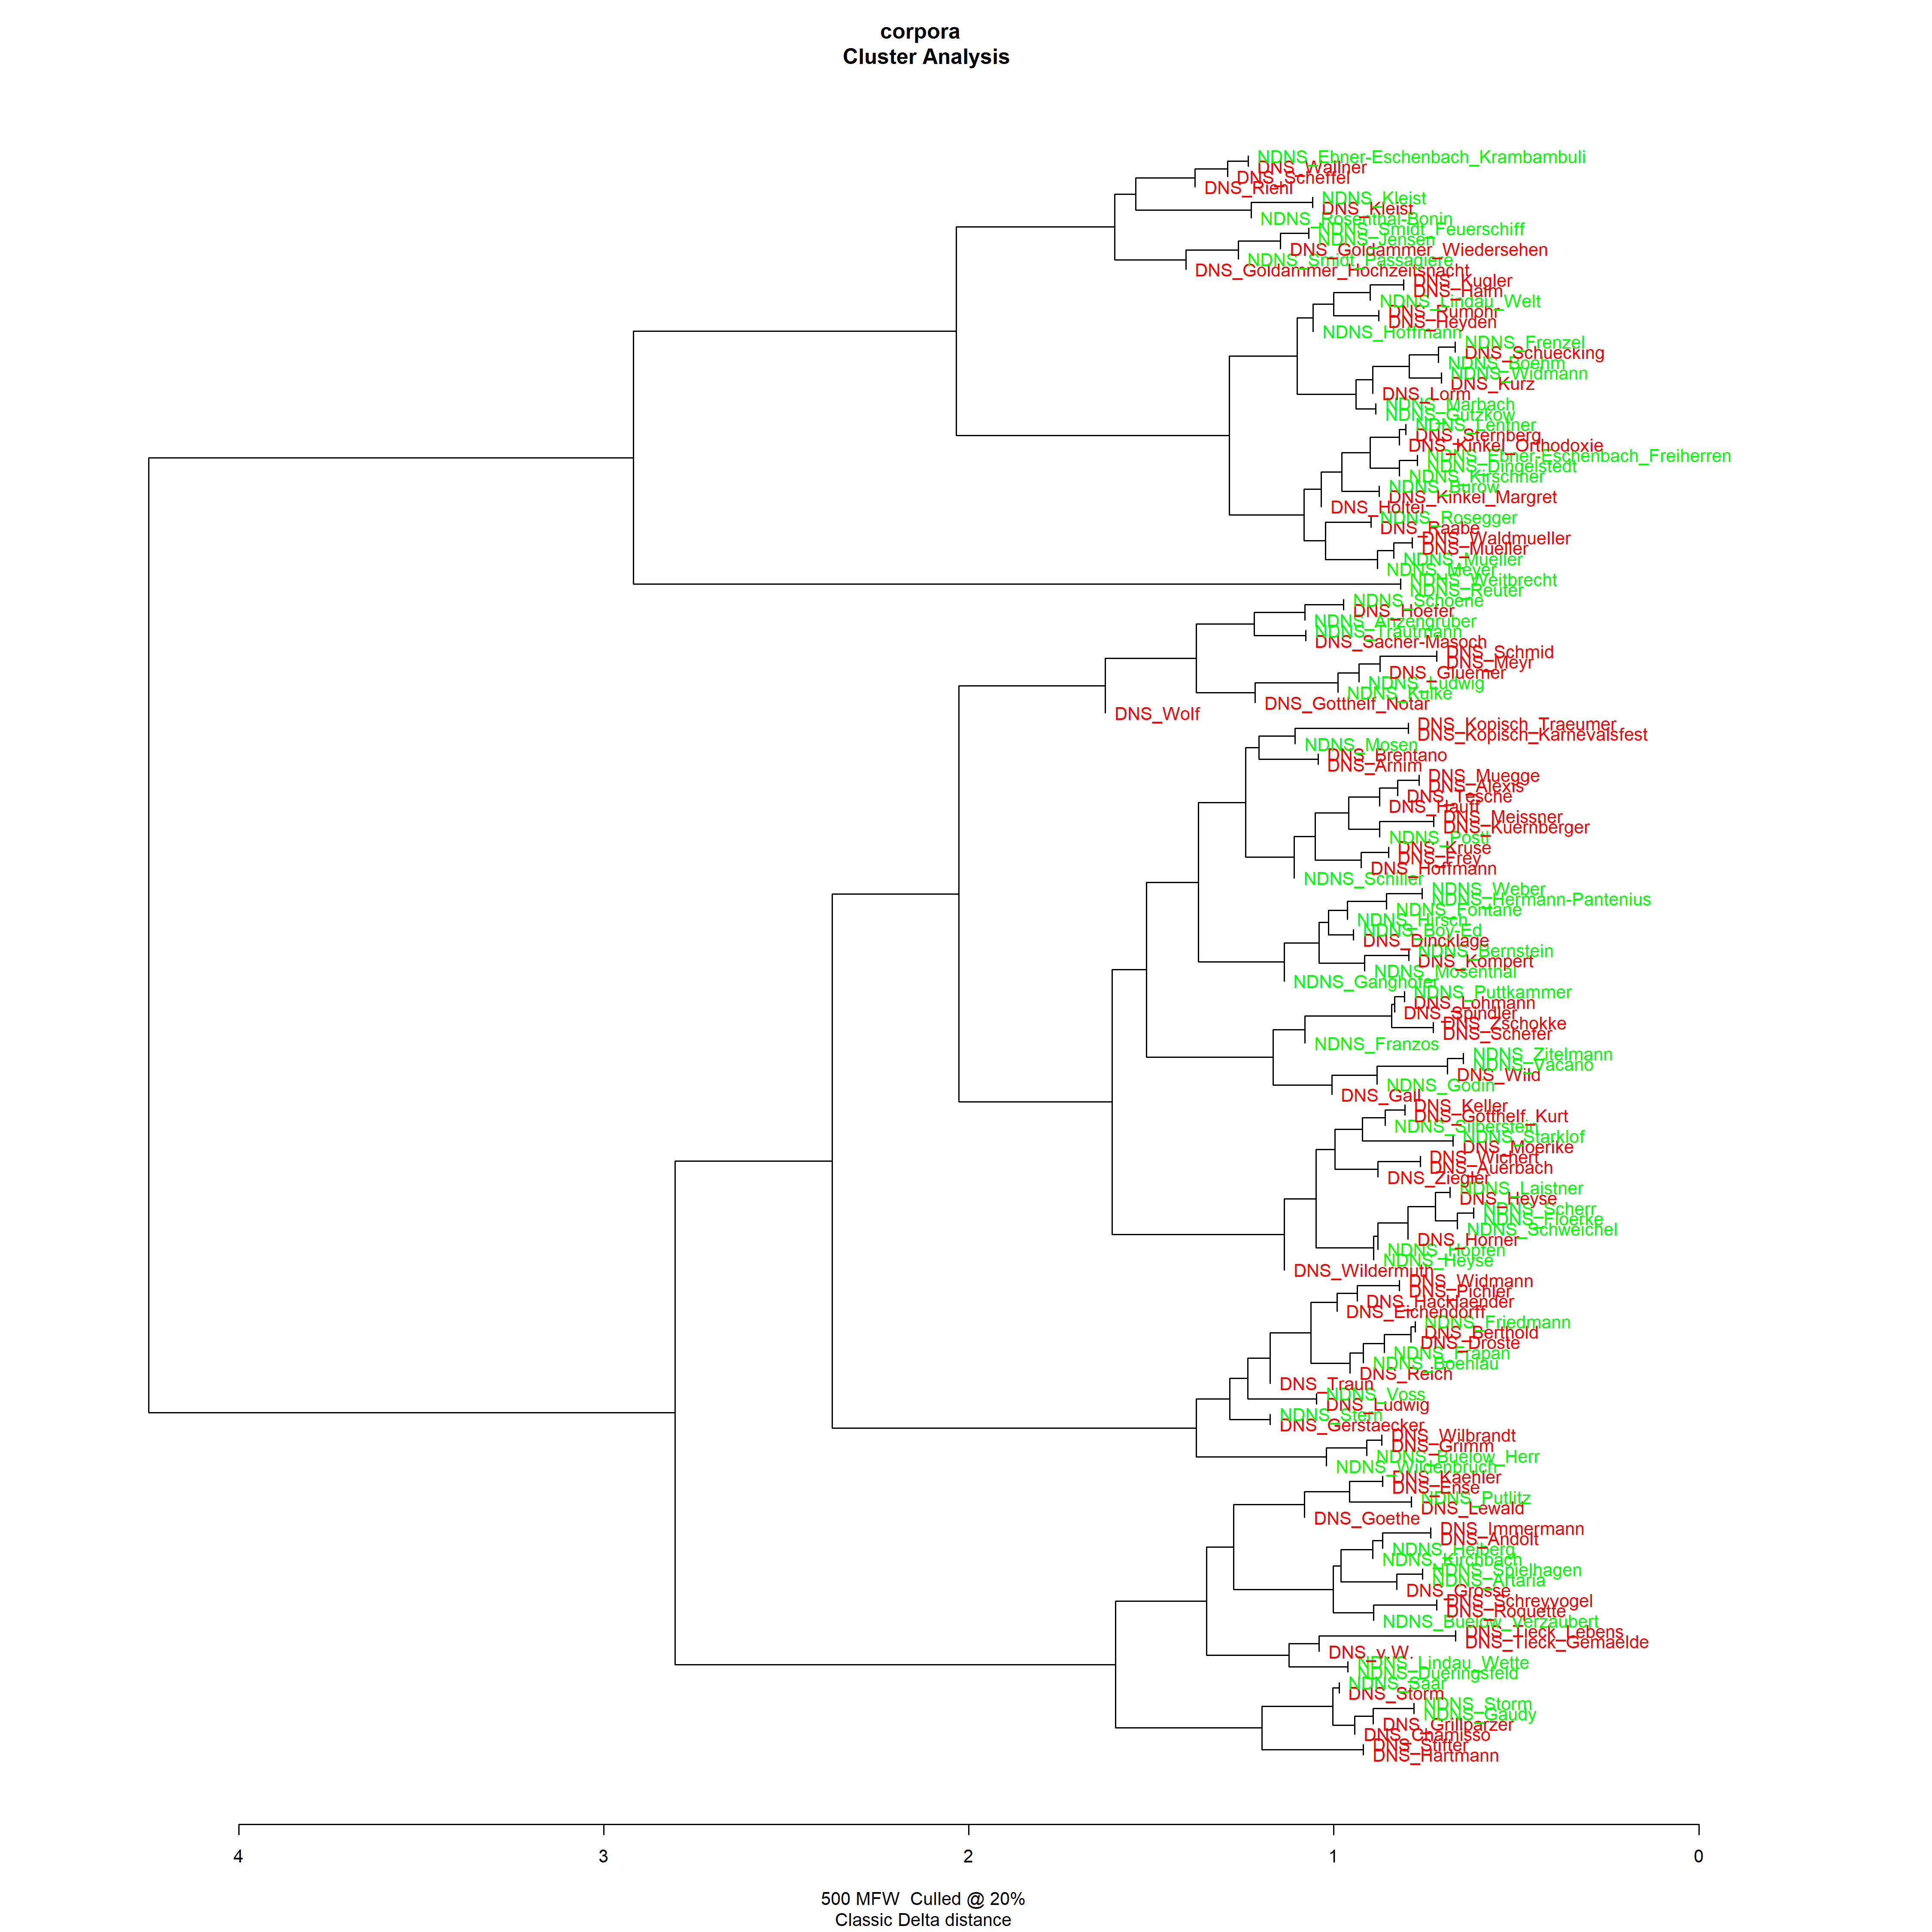 corpora
Cluster Analysis
NDNS_Ebner-Eschenbach_Krambambuli
DNS_Wallner
DNS_Scheffel
DNS_Riehl
NDNS_Kleist
DNS_Kleist
NDNS_Rosenthal-Bonin
NDNS_Smidt_Feuerschiff
NDNS_Jensen
DNS_Goldammer_Wiedersehen
NDNS_Smidt_Passagiere
DNS_Goldammer_Hochzeitsnacht
DNS_Kugler
DNS_Halm
NDNS_Lindau_Welt
DNS_Rumohr
DNS_Heyden
NDNS_Hoffmann
NDNS_Frenzel
DNS_Schuecking
NDNS_Boehm
NDNS_Widmann
DNS_Kurz
DNS_Lorm
NDNS_Marbach
NDNS_Gutzkow
NDNS_Lentner
DNS_Sternberg
DNS_Kinkel_Orthodoxie
NDNS_Ebner-Eschenbach_Freiherren
NDNS_Dingelstedt
NDNS_Kirschner
NDNS_Burow
DNS_Kinkel_Margret
DNS_Holtei
NDNS_Rosegger
DNS_Raabe
DNS_Waldmueller
DNS_Mueller
NDNS_Mueller
NDNS_Meyer
NDNS_Weitbrecht
NDNS_Reuter
NDNS_Schoene
DNS_Hoefer
NDNS_Anzengruber
NDNS_Trautmann
DNS_Sacher-Masoch
DNS_Schmid
DNS_Meyr
DNS_Gluemer
NDNS_Ludwig
NDNS_Kulke
DNS_Gotthelf_Notar
DNS_Wolf
DNS_Kopisch_Traeumer
DNS_Kopisch_Karnevalsfest
NDNS_Mosen
DNS_Brentano
DNS_Arnim
DNS_Muegge
DNS_Alexis
DNS_Tesche
DNS_Hauff
DNS_Meissner
DNS_Kuernberger
NDNS_Postl
DNS_Kruse
DNS_Frey
DNS_Hoffmann
NDNS_Schiller
NDNS_Weber
NDNS_Hermann-Pantenius
NDNS_Fontane
NDNS_Hirsch
NDNS_Boy-Ed
DNS_Dincklage
NDNS_Bernstein
DNS_Kompert
NDNS_Mosenthal
NDNS_Ganghofer
NDNS_Puttkammer
DNS_Lohmann
DNS_Spindler
DNS_Zschokke
DNS_Schefer
NDNS_Franzos
NDNS_Zitelmann
NDNS_Vacano
DNS_Wild
NDNS_Godin
DNS_Gall
DNS_Keller
DNS_Gotthelf_Kurt
NDNS_Silberstein
NDNS_Starklof
DNS_Moerike
DNS_Wichert
DNS_Auerbach
DNS_Ziegler
NDNS_Laistner
DNS_Heyse
NDNS_Scherr
NDNS_Floerke
NDNS_Schweichel
DNS_Horner
NDNS_Hopfen
NDNS_Heyse
DNS_Wildermuth
DNS_Widmann
DNS_Pichler
DNS_Hacklaender
DNS_Eichendorff
NDNS_Friedmann
DNS_Berthold
DNS_Droste
NDNS_Frapan
NDNS_Boehlau
DNS_Reich
DNS_Traun
NDNS_Voss
DNS_Ludwig
NDNS_Stern
DNS_Gerstaecker
DNS_Wilbrandt
DNS_Grimm
NDNS_Buelow_Herr
NDNS_Wildenbruch
DNS_Kaehler
DNS_Ense
NDNS_Putlitz
DNS_Lewald
DNS_Goethe
DNS_Immermann
DNS_Andolt
NDNS_Heiberg
NDNS_Kirchbach
NDNS_Spielhagen
NDNS_Artaria
DNS_Grosse
DNS_Schreyvogel
DNS_Roquette
NDNS_Buelow_Verzaubert
DNS_Tieck_Lebens
DNS_Tieck_Gemaelde
DNS_v.W.
NDNS_Lindau_Wette
NDNS_Dueringsfeld
NDNS_Saar
DNS_Storm
NDNS_Storm
NDNS_Gaudy
DNS_Grillparzer
DNS_Chamisso
DNS_Stifter
DNS_Hartmann
4 3 2 1 0
500 MFW Culled @ 20%
Classic Delta distance